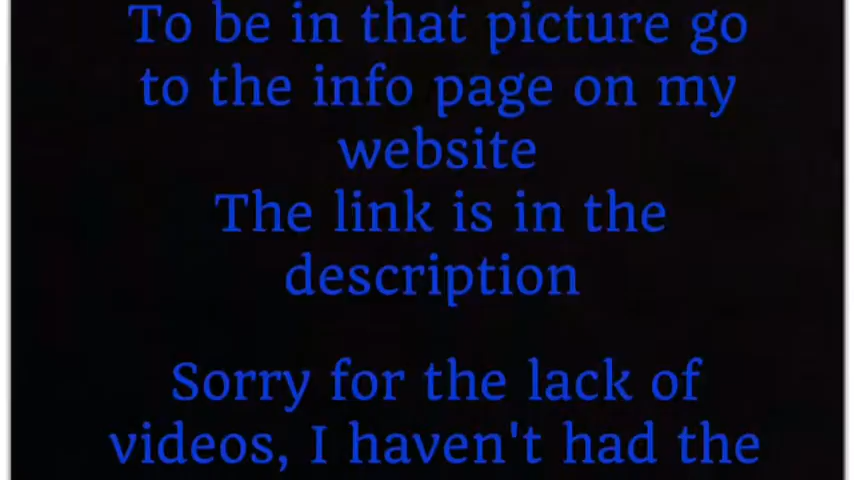 To be in that picture go
to the info page on my
website
The link is in the
description
Sorry for the lack of
videos, I haven't had the